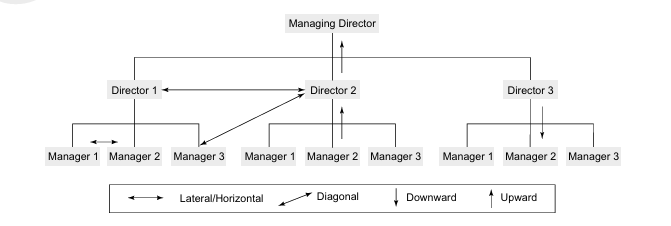 Managing Director
Director 1 Director 2 Director 3
Manager 1 Manager 2 Manager 3 Manager 1 Manager 2 Manager 3 Manager 1 Manager 2 Manager 3
Lateral/Horizontal Diagonal Downward Upward